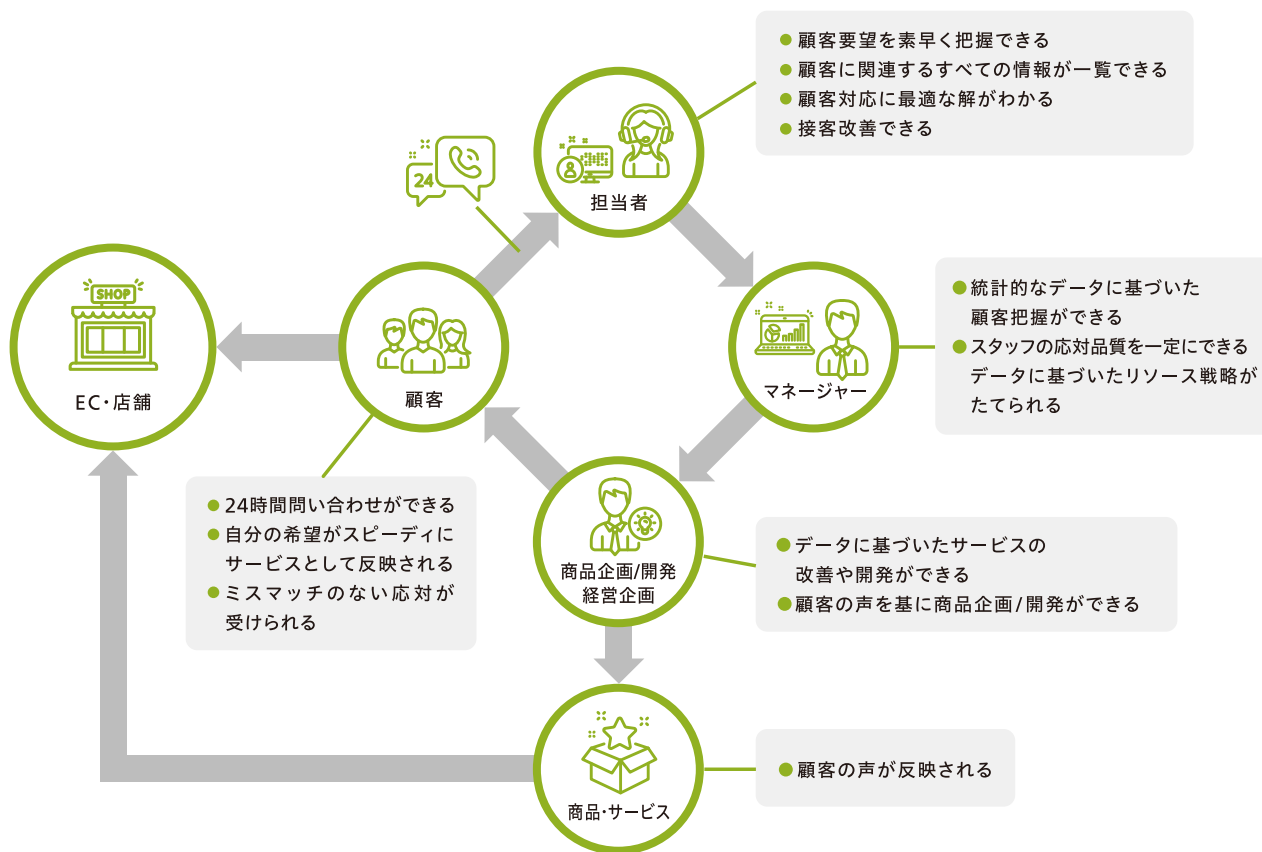 顧客要望を素早く把握できる
顧客に関連するすべての情報が一覧できる
顧客対応に最適な解がわかる
接客改善できる
24
担当者
SHOP
EC・店舗
顧客
マネージャー
統計的なデータに基づいた
顧客把握ができる
スタッフの応対品質を一定にできる
データに基づいたリソース戦略が
たてられる
24時間問い合わせができる
自分の希望がスピーディに
サービスとして反映される
ミスマッチのない応対が
受けられる
商品企画/開発
経営企画
データに基づいたサービスの
改善や開発ができる
顧客の声を基に商品企画/開発ができる
商品・サービス
顧客の声が反映される